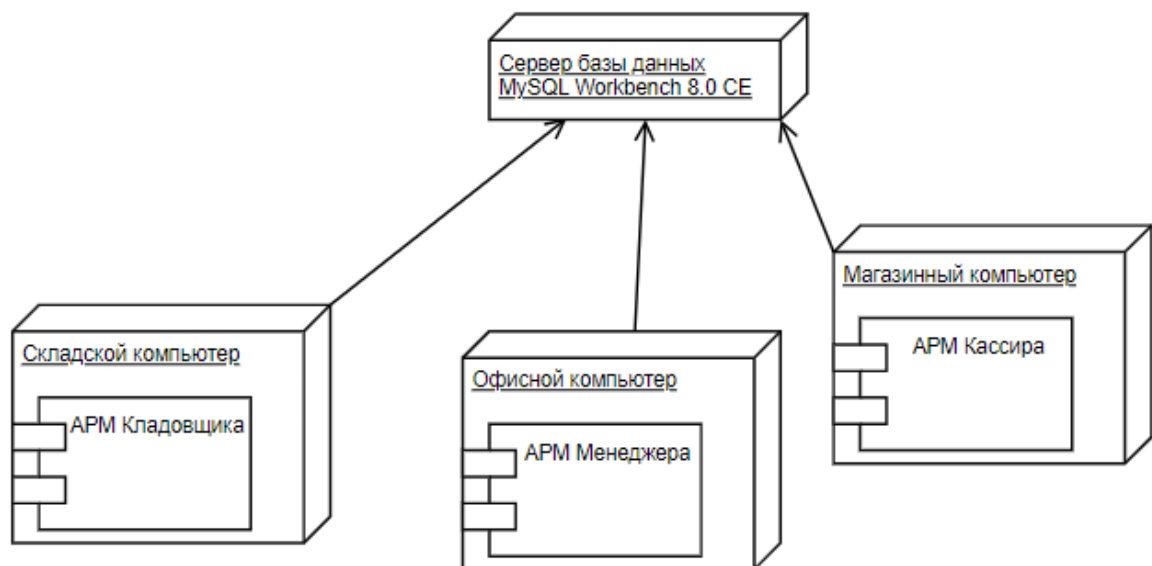 Сервер базы данных
MySQL Workbench 8.0 CE
Магазинный компьютер
АРМ Кассира
Складской компьютер
АРМ Кладовщика
Офисной компьютер
АРМ Менеджера